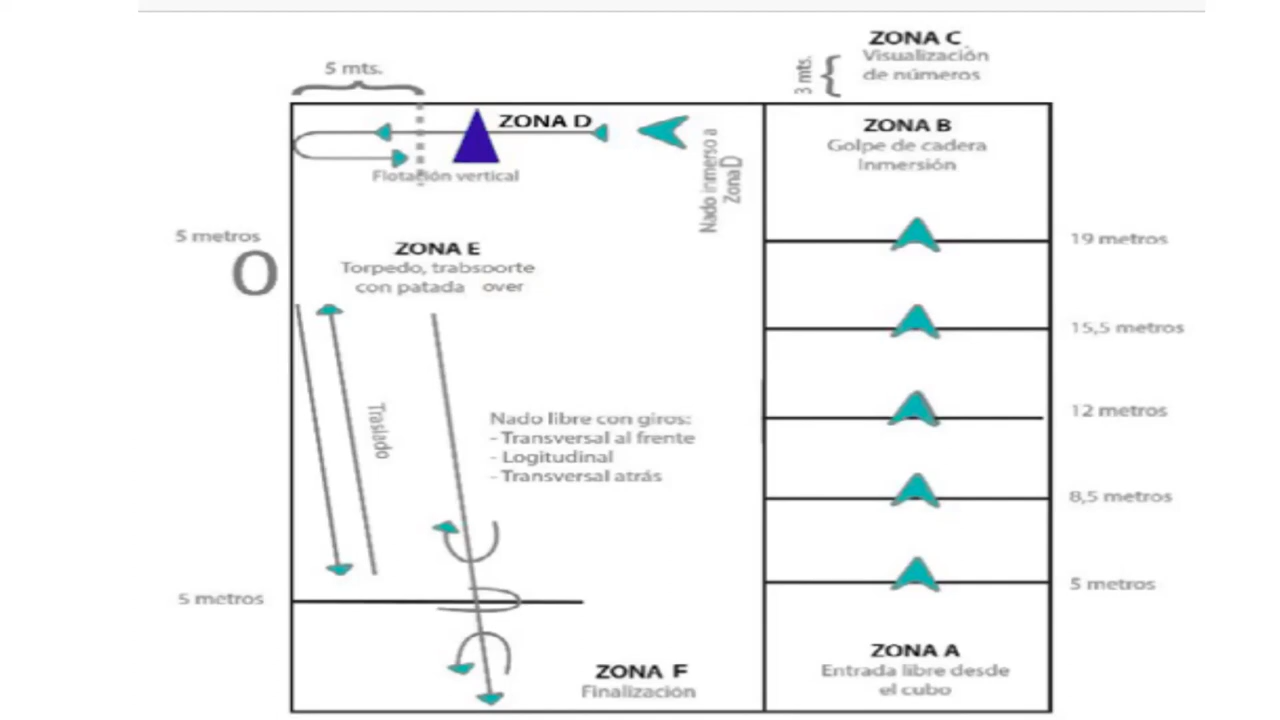 ZONA C
Visualización
de números
3 mts.
5 mts.
ZONA D
Flotación vertical
Nado inmerso a
Zona D
ZONA B
Golpe de cadera
Inmersión
5 metros
0
ZONA E
Torpedo, trabsoorte
con patada over
19 metros
15,5 metros
12 metros
8,5 metros
5 metros
Traslado
Nado libre con giros:
- Transversal al frente
- Logitudinal
- Transversal atrás
5 metros
ZONA F
Finalización
ZONA A
Entrada libre desde
el cubo